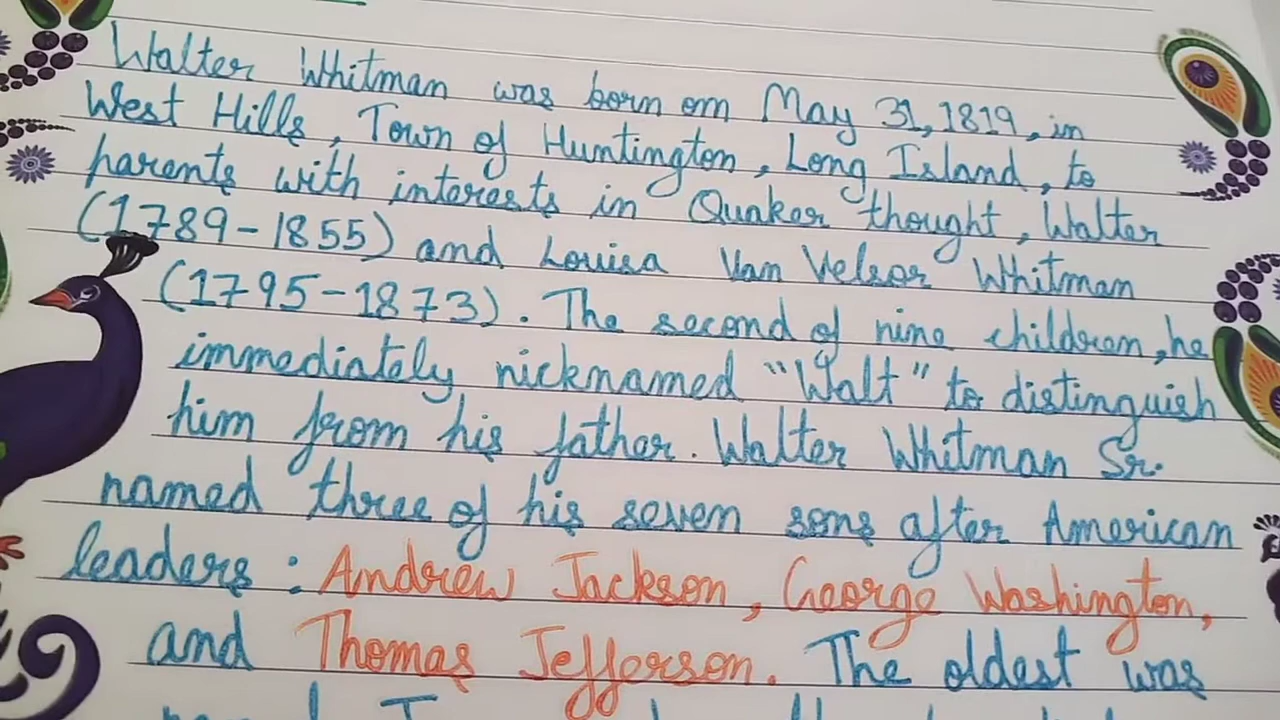 Walter Whitman was born on May 31, 1819, in
West Hills, Town of Huntington, Long Island, to
parents with interests in Quaker thought, Walter
(1789-1855) and Louisa Van Velsor Whitman
(1795-1873). The second of nine children, he
immediately nicknamed "Walt" to distinguish
him from his father. Walter Whitman Sr.
named three of his seven sons after American
leaders: Andrew Jackson, George Washington,
and Thomas Jefferson. The oldest was